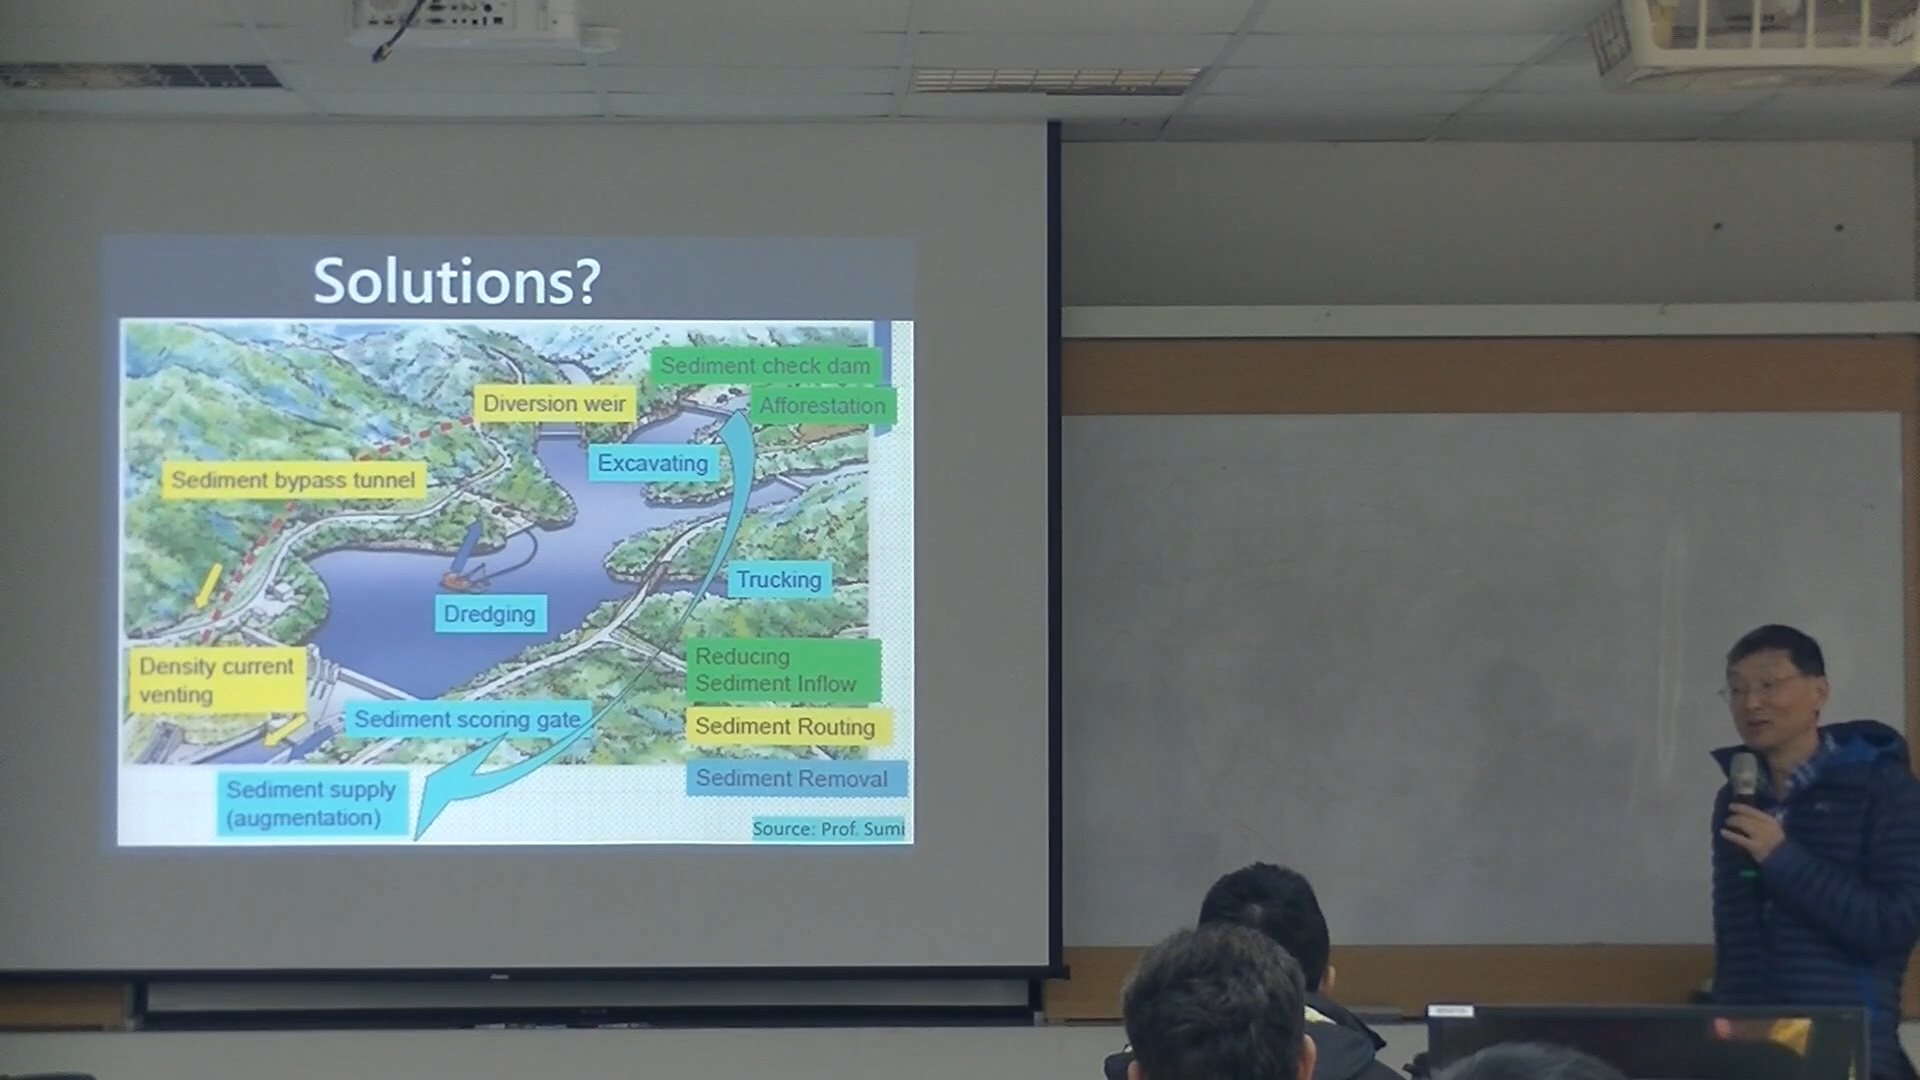 Solutions?
Sediment check dam
Diversion weir
Afforestation
Excavating
Sediment bypass tunnel
Trucking
Dredging
Density current
venting
Reducing
Sediment Inflow
Sediment scoring gate
Sediment Routing
Sediment Removal
Sediment supply
(augmentation)
Source: Prof. Sumi